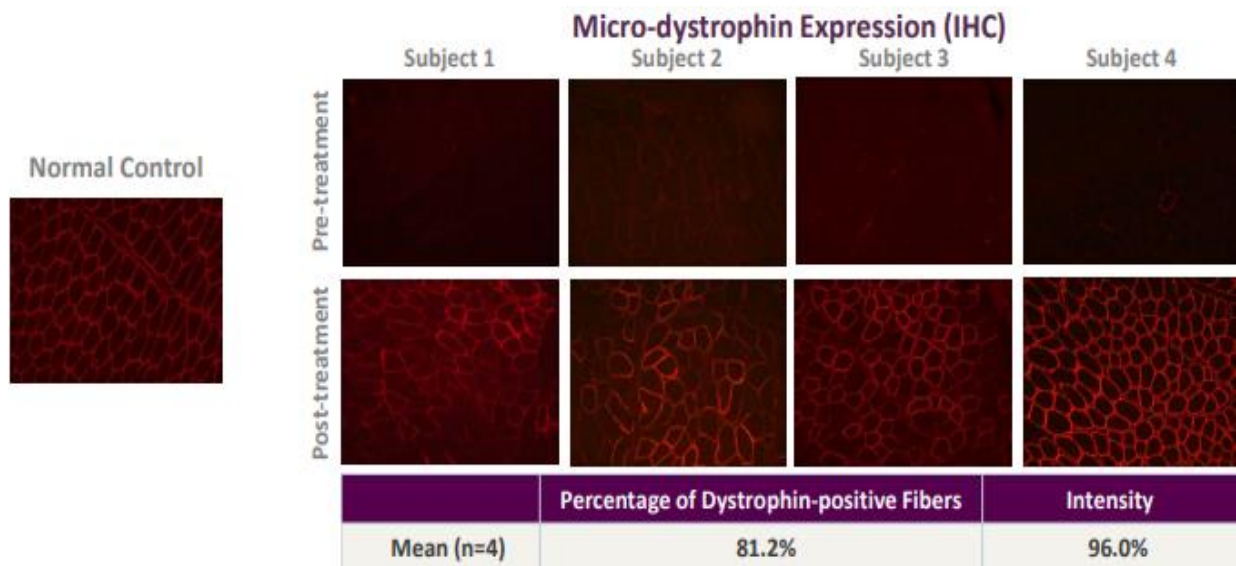 Micro-dystrophin Expression (IHC)
Subject 1 Subject 2 Subject 3 Subject 4
Normal Control
Pre-treatment
Post-treatment
Percentage of Dystrophin-positive Fibers Intensity
Mean (n=4) 81.2% 96.0%